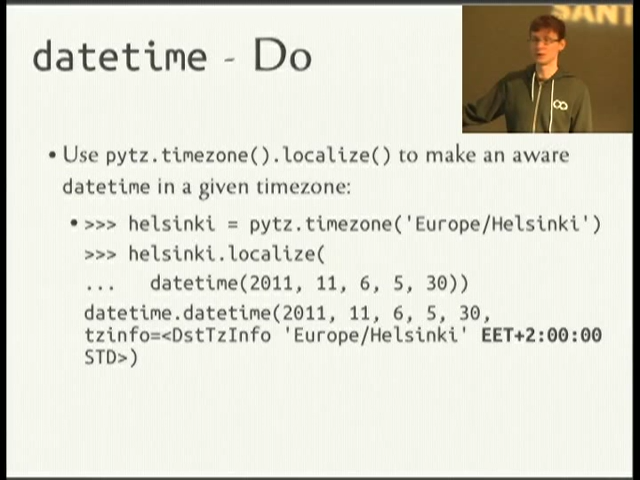 SANT
datetime - Do
• Use pytz.timezone().localize() to make an aware
datetime in a given timezone:
• >>> helsinki = pytz.timezone('Europe/Helsinki')
>>> helsinki.localize(
... datetime(2011, 11, 6, 5, 30))
datetime.datetime(2011, 11, 6, 5, 30,
tzinfo=<DstTzInfo 'Europe/Helsinki' EET+2:00:00
STD>)